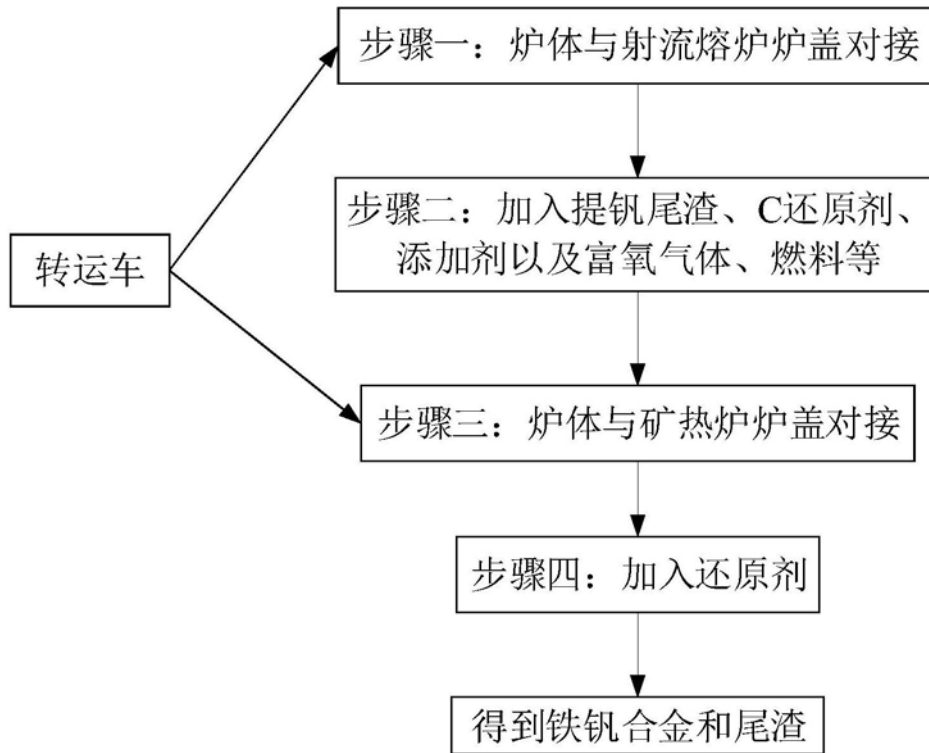 步骤一：炉体与射流熔炉炉盖对接
步骤二：加入提钒尾渣、C还原剂、
添加剂以及富氧气体、燃料等
转运车
步骤三：炉体与矿热炉炉盖对接
步骤四：加入还原剂
得到铁钒合金和尾渣